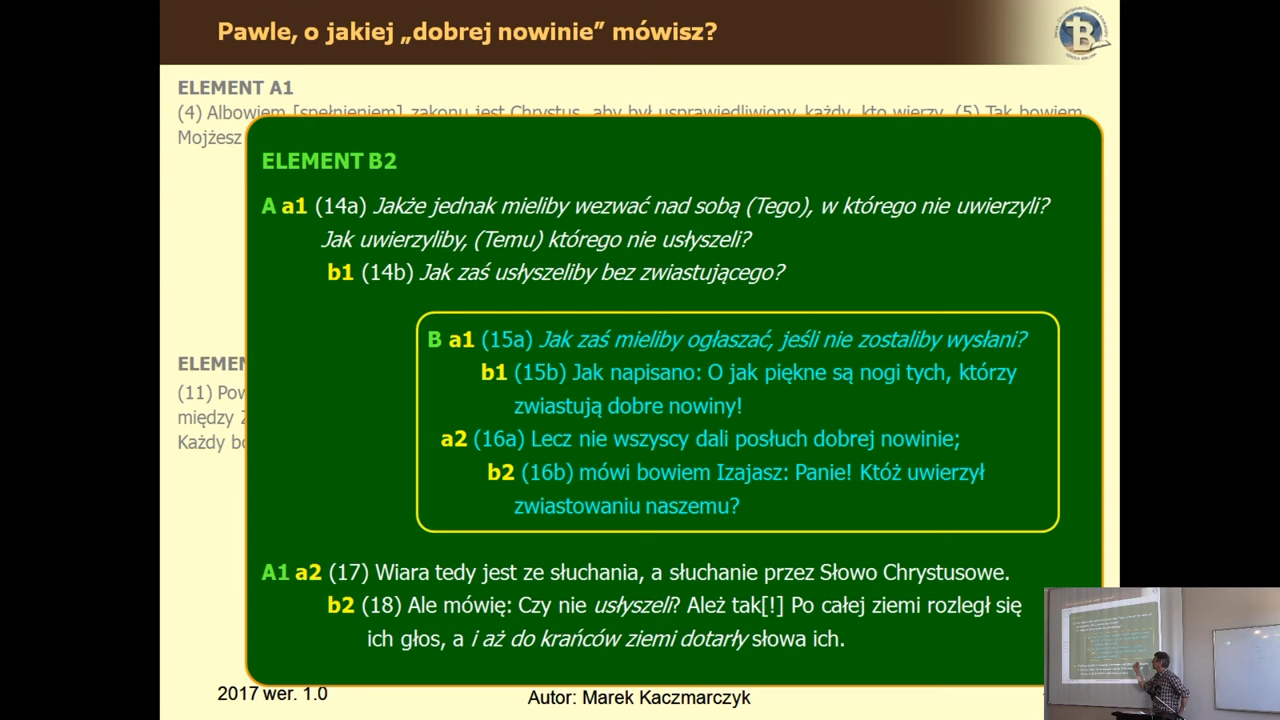 Pawle, o jakiej „dobrej nowinie” mówisz?
ELEMENT A1
(4) Albowiem [spełnieniem] zakonu jest Chrystus, aby był usprawiedliwiony każdy, kto wierzy. (5) Tak bowiem
Mojżesz
ELEMENT B2
A a1 (14a) Jakże jednak mieliby wezwać nad sobą (Tego), w którego nie uwierzyli?
Jak uwierzyliby, (Temu) którego nie usłyszeli?
b1 (14b) Jak zaś usłyszeliby bez zwiastującego?
B a1 (15a) Jak zaś mieliby ogłaszać, jeśli nie zostaliby wysłani?
b1 (15b) Jak napisano: O jak piękne są nogi tych, którzy
zwiastują dobre nowiny!
a2 (16a) Lecz nie wszyscy dali posłuch dobrej nowinie;
b2 (16b) mówi bowiem Izajasz: Panie! Któż uwierzył
zwiastowaniu naszemu?
ELEMEN
(11) Pow
między Ż
Każdy bo
A1 a2 (17) Wiara tedy jest ze słuchania, a słuchanie przez Słowo Chrystusowe.
b2 (18) Ale mówię: Czy nie usłyszeli? Ależ tak[!] Po całej ziemi rozległ się
ich głos, a i aż do krańców ziemi dotarły słowa ich.
2017 wer. 1.0
Autor: Marek Kaczmarczyk